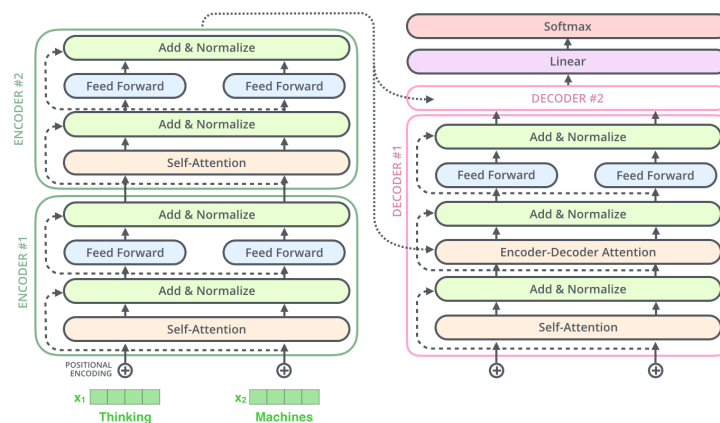 ENCODER #2
Add & Normalize
Feed Forward Feed Forward
Add & Normalize
Self-Attention
ENCODER #1
Add & Normalize
Feed Forward Feed Forward
Add & Normalize
Self-Attention
POSITIONAL
ENCODING
x1 x2
Thinking Machines
Softmax
Linear
DECODER #2
DECODER #1
Add & Normalize
Feed Forward Feed Forward
Add & Normalize
Encoder-Decoder Attention
Add & Normalize
Self-Attention